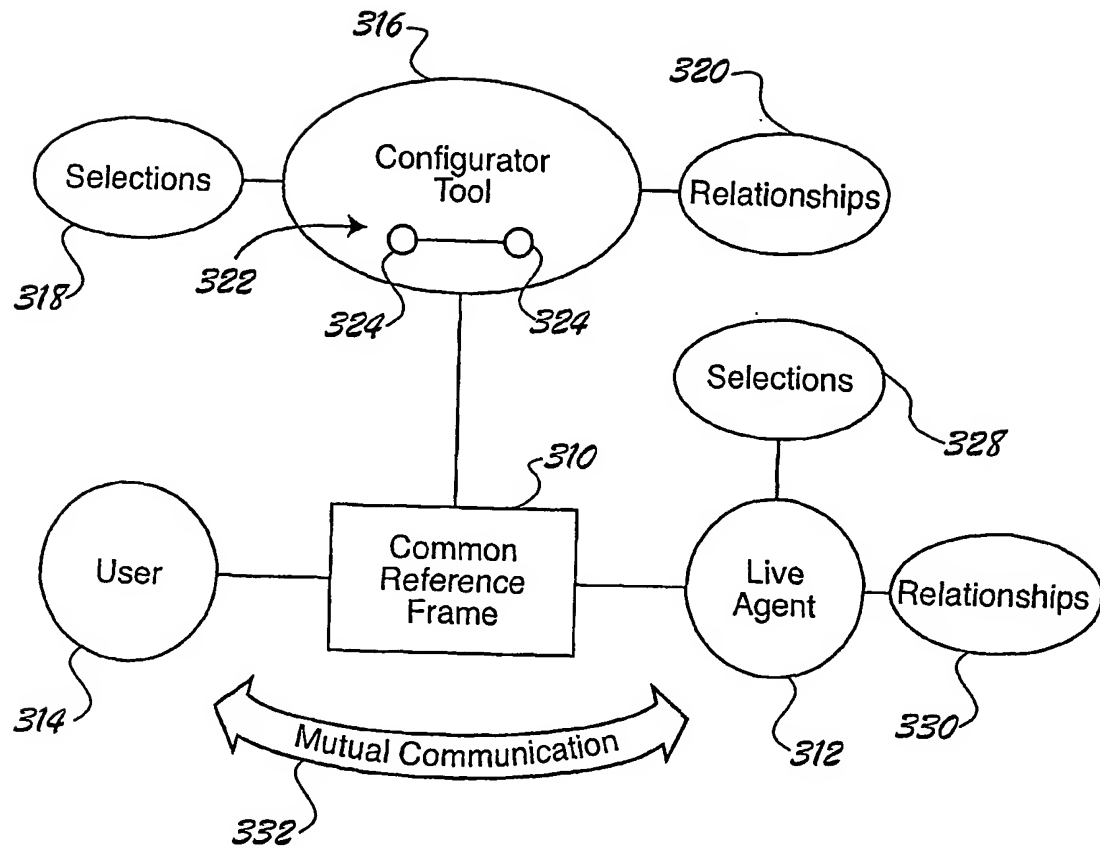 316
320
Selections
Configurator
Tool
Relationships
318
322
324
324
Selections
328
310
User
Common
Reference
Frame
Live
Agent
Relationships
314
Mutual Communication
312
330
332